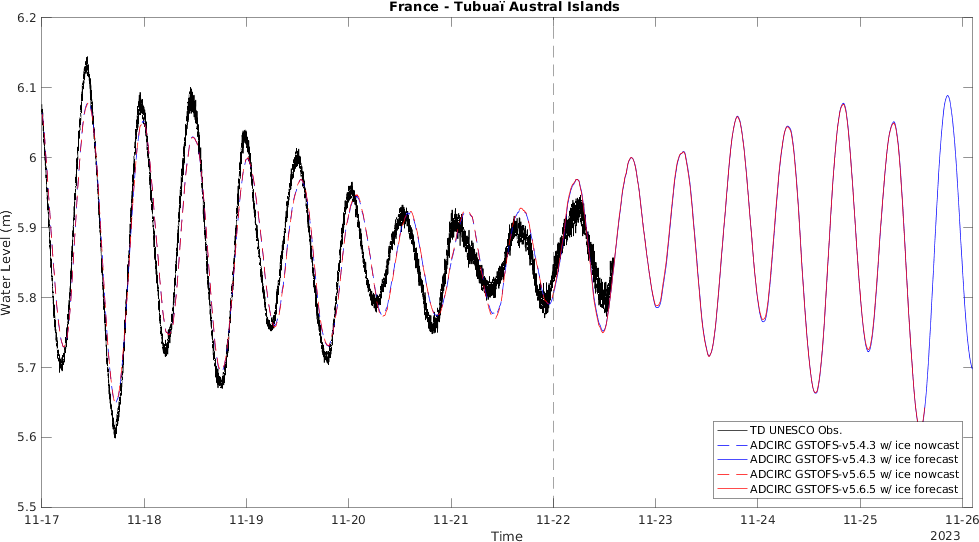 France - Tubuaï Austral Islands
Water Level (m)
6.2
6.1
6
5.9
5.8
5.7
5.6
5.5
TD UNESCO Obs.
ADCIRC GSTOFS-v5.4.3 w/ ice nowcast
ADCIRC GSTOFS-v5.4.3 w/ ice forecast
ADCIRC GSTOFS-v5.6.5 w/ ice nowcast
ADCIRC GSTOFS-v5.6.5 w/ ice forecast
11-17 11-18 11-19 11-20 11-21 11-22 11-23 11-24 11-25 11-26
Time
2023